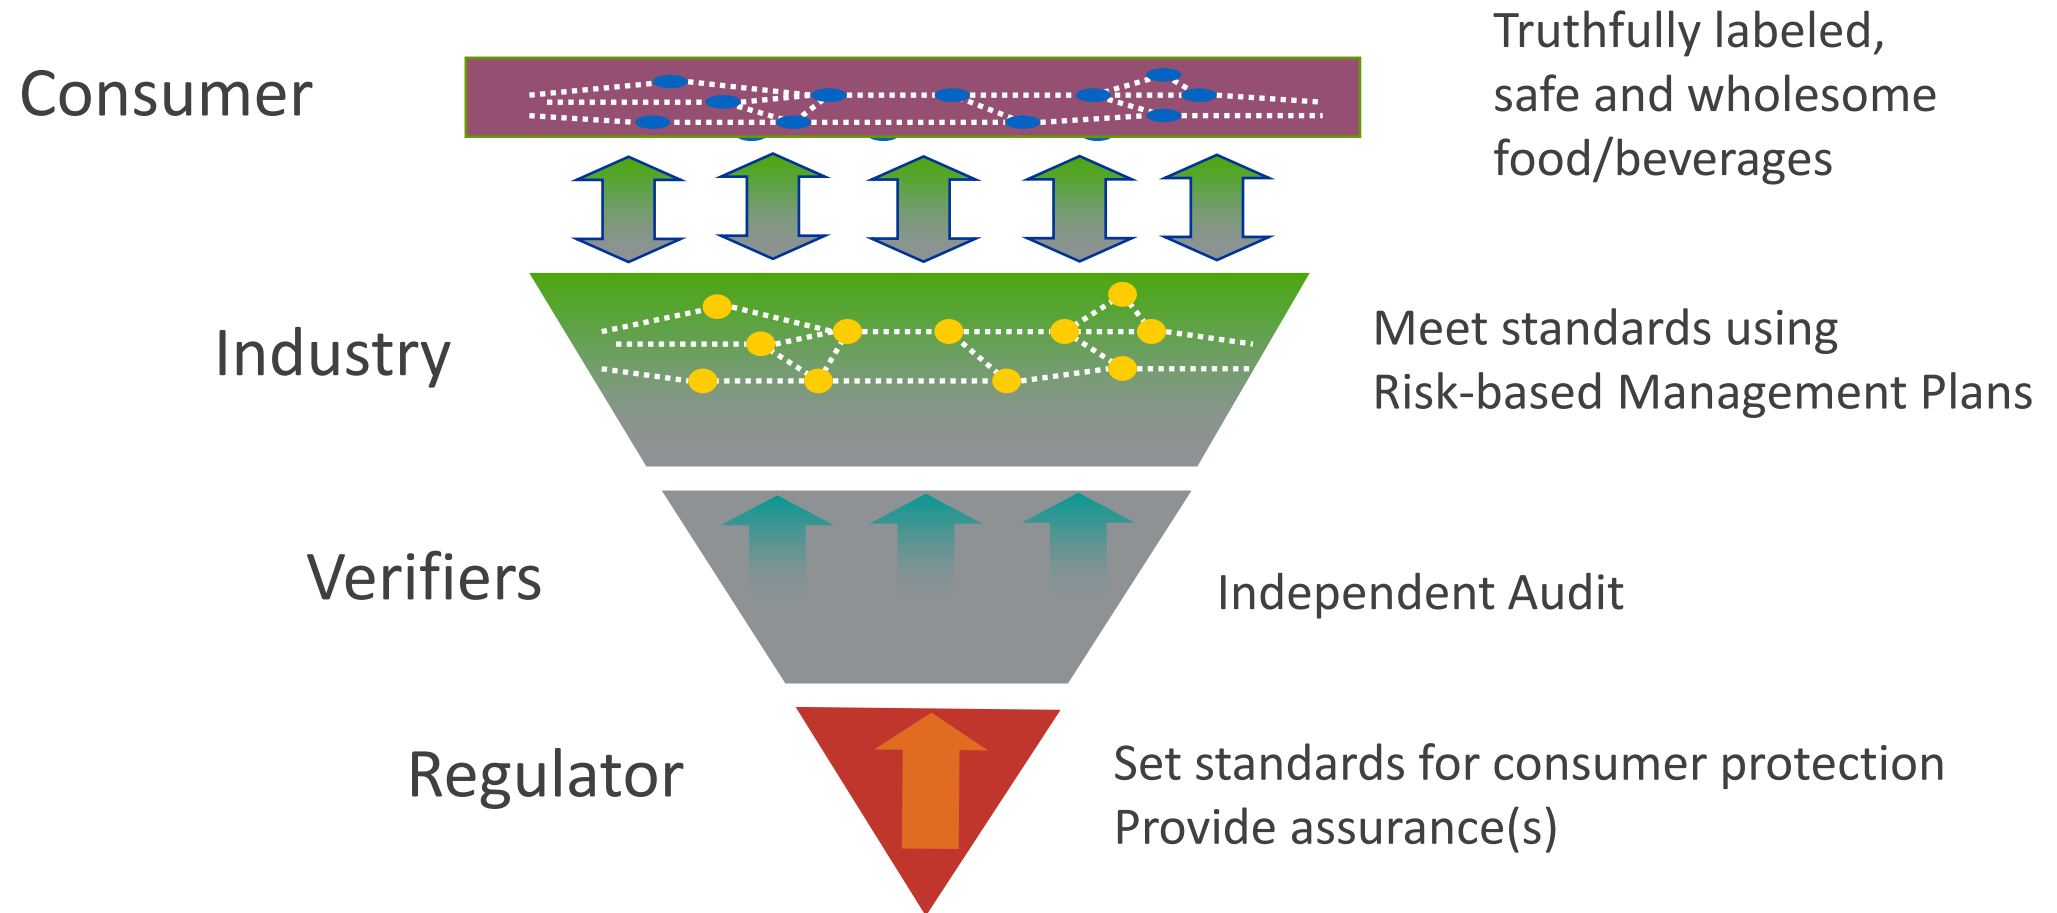 Consumer
Truthfully labeled,
safe and wholesome
food/beverages
Industry
Meet standards using
Risk-based Management Plans
Verifiers
Independent Audit
Regulator
Set standards for consumer protection
Provide assurance(s)